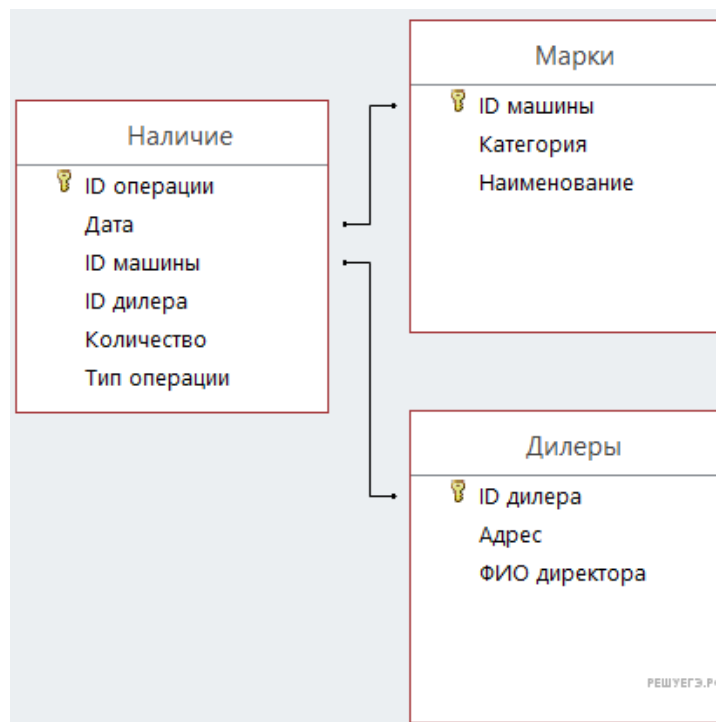 Наличие
ID операции
Дата
ID машины
ID дилера
Количество
Тип операции
Марки
ID машины
Категория
Наименование
Дилеры
ID дилера
Адрес
ФИО директора